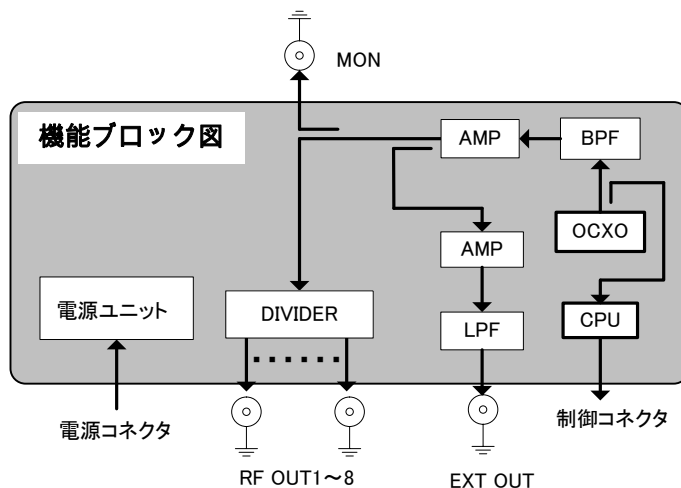 MON
機能ブロック図
AMP
BPF
OCXO
AMP
電源ユニット
DIVIDER
LPF
CPU
電源コネクタ
制御コネクタ
RF OUT1～8
EXT OUT